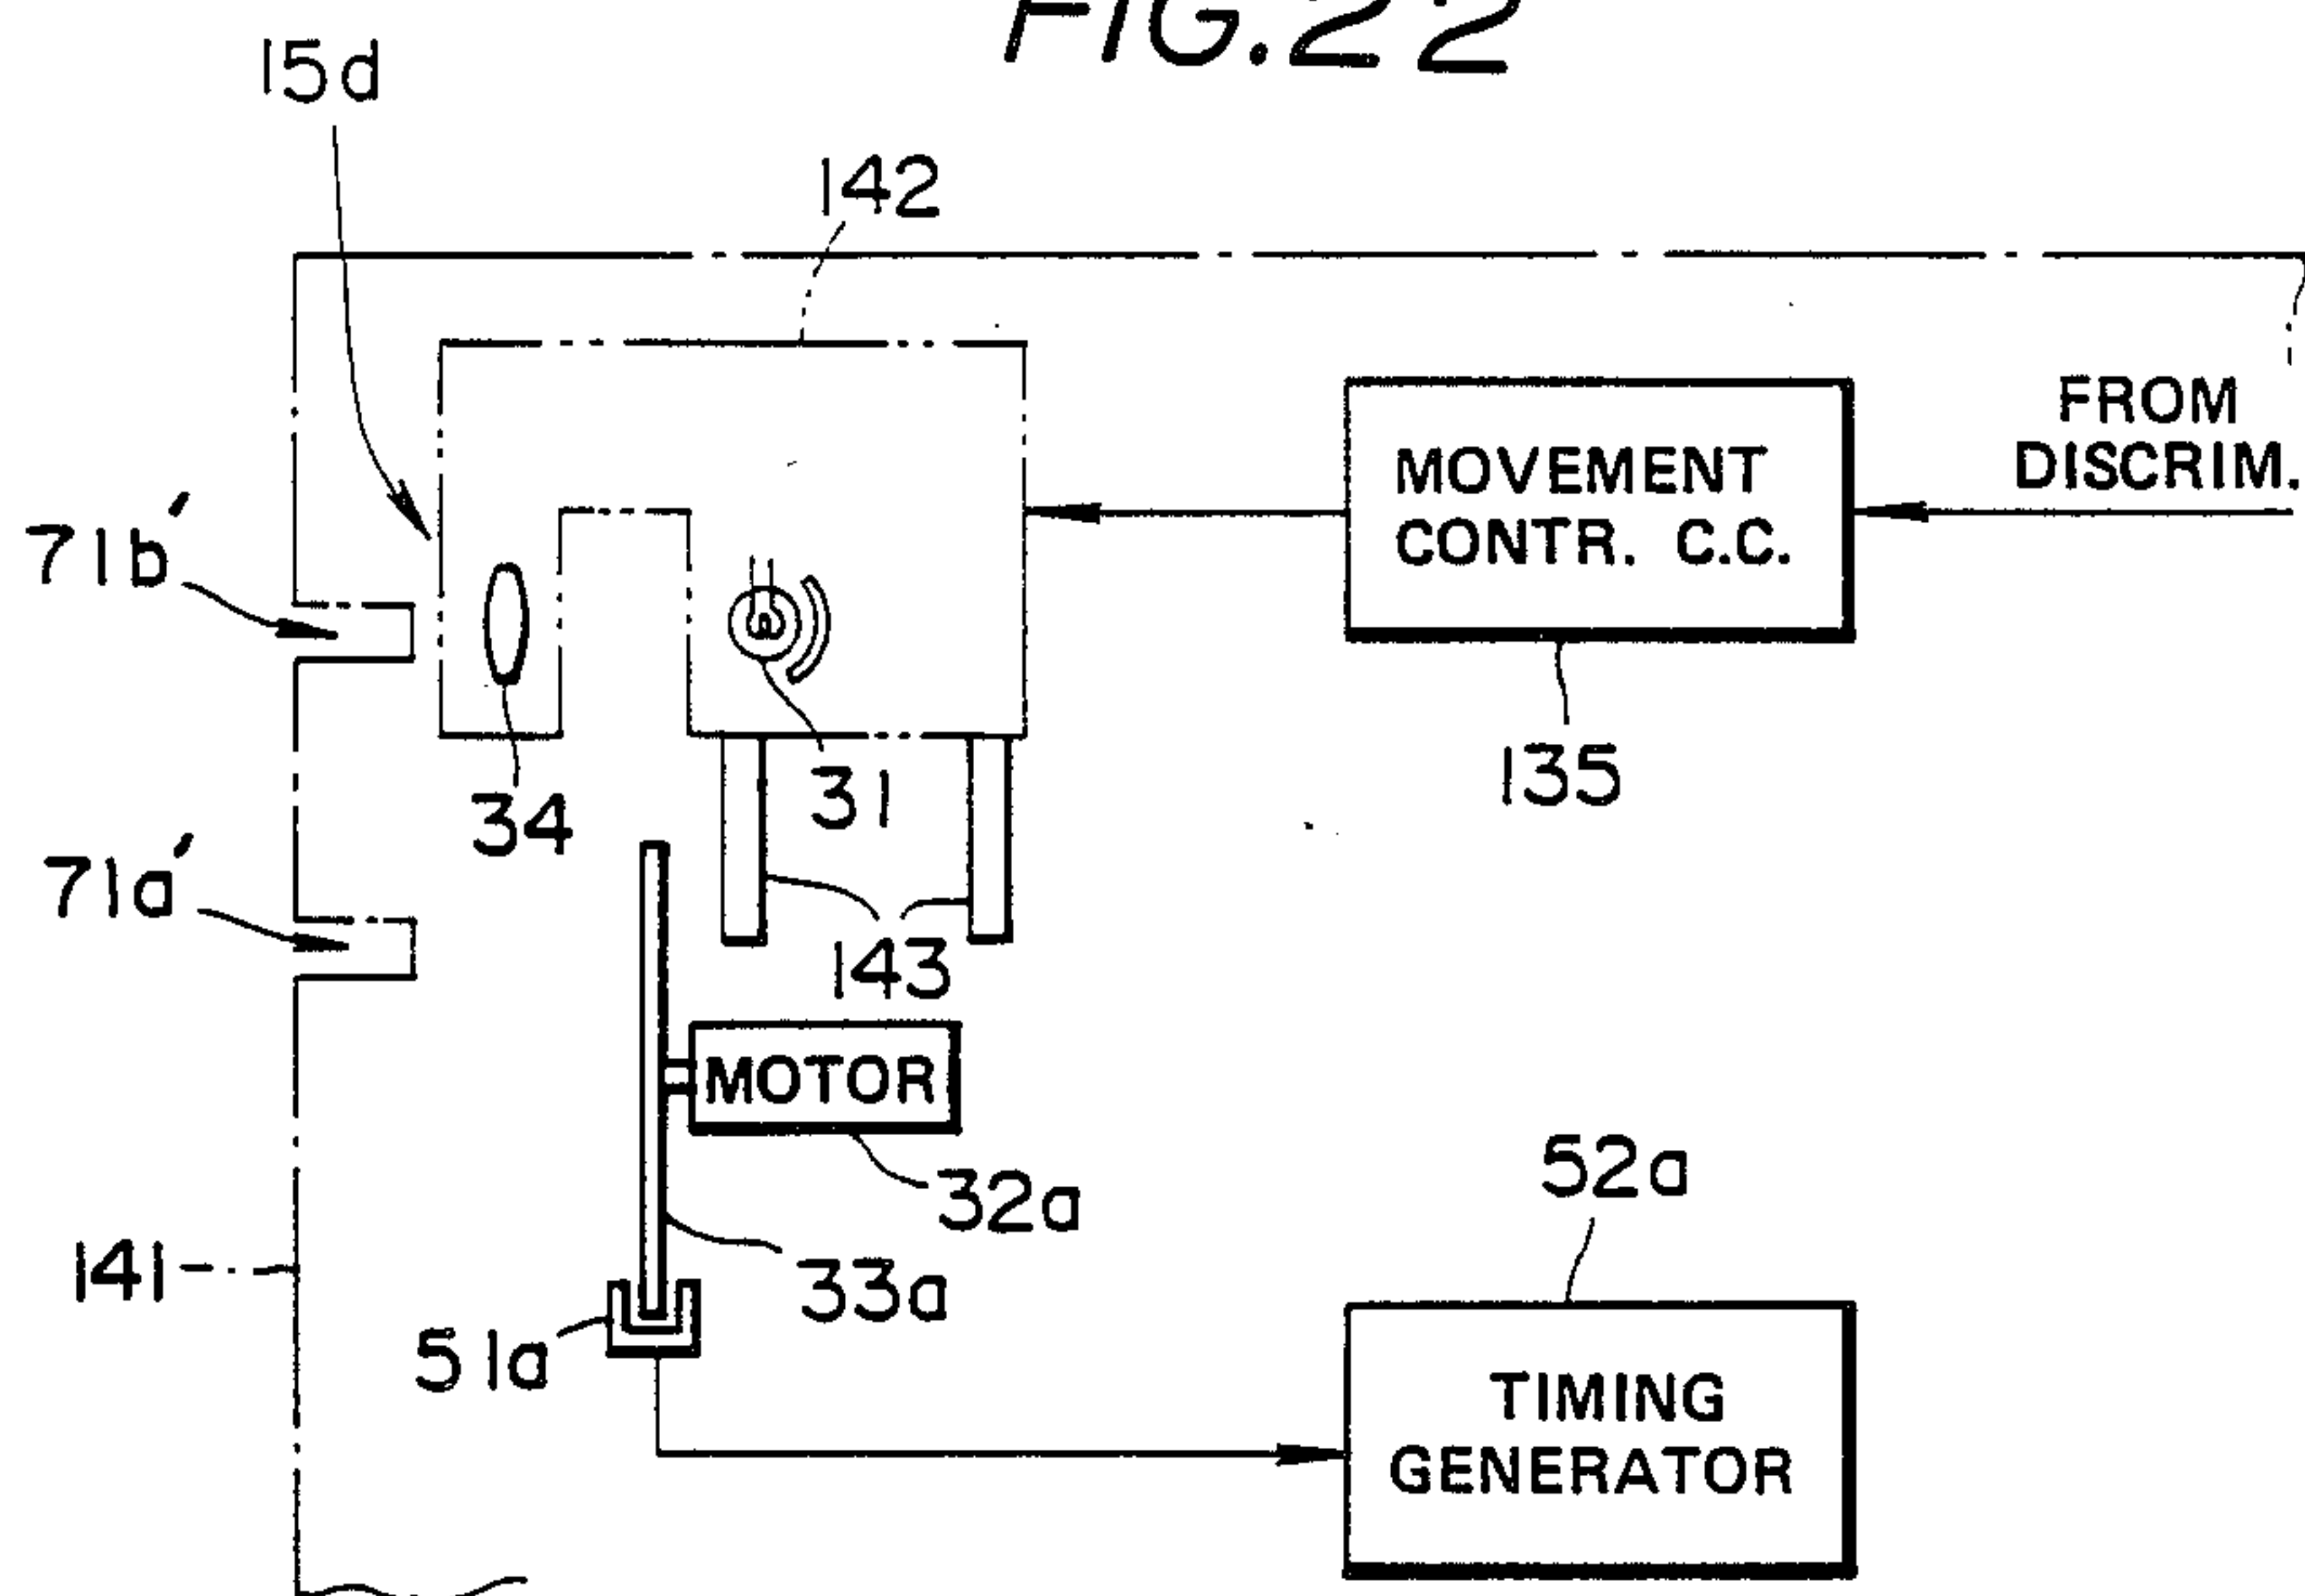 FIG.22
15d
142
FROM
DISCRIM.
MOVEMENT
CONTR. C.C.
71b'
135
31
34
71a'
143
MOTOR
32a
52a
141
33a
51a
TIMING
GENERATOR